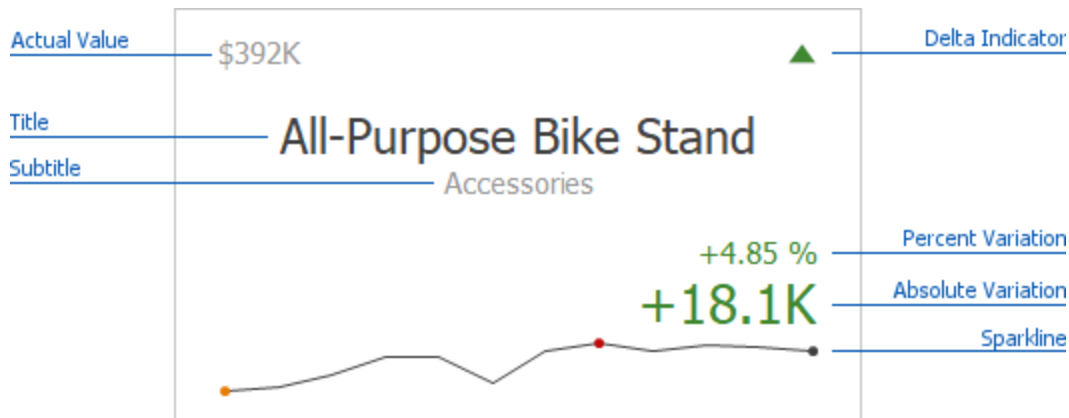 Actual Value
$392K
Delta Indicator
Title
All-Purpose Bike Stand
Subtitle
Accessories
Percent Variation
+4.85 %
Absolute Variation
+18.1K
Sparkline